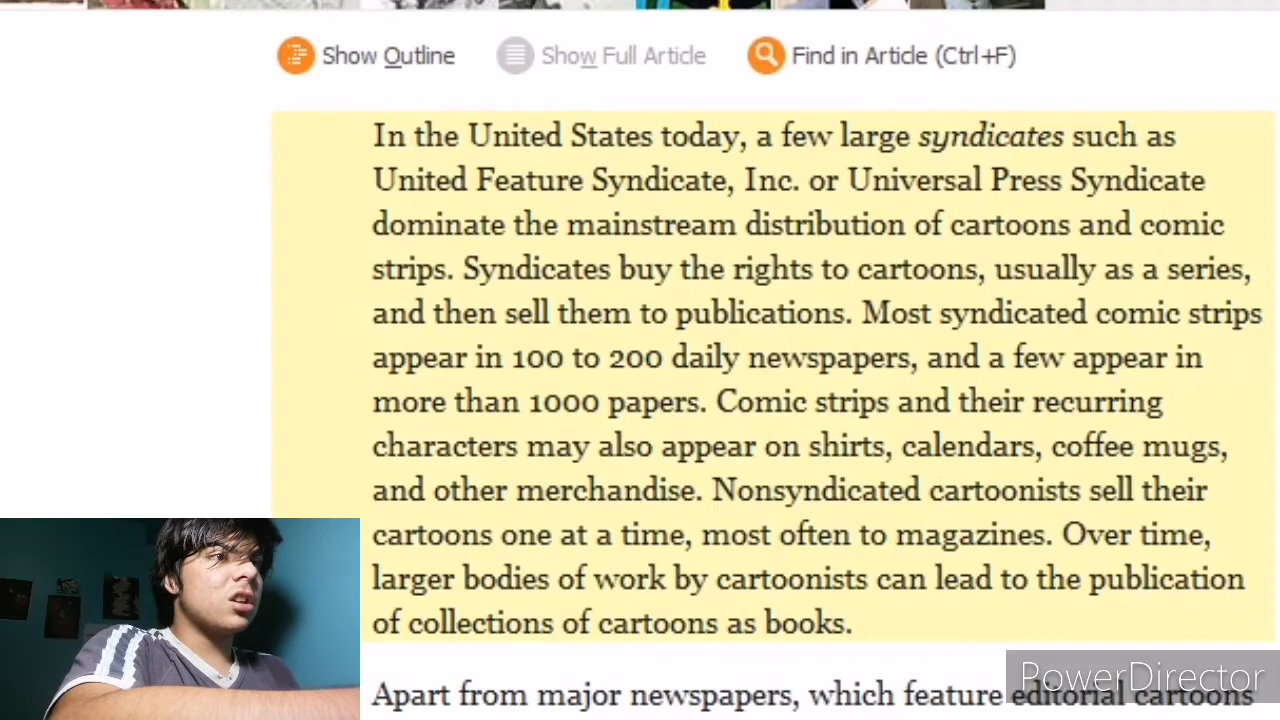 Show Outline Show Full Article Find in Article (Ctrl+F)
In the United States today, a few large syndicates such as
United Feature Syndicate, Inc. or Universal Press Syndicate
dominate the mainstream distribution of cartoons and comic
strips. Syndicates buy the rights to cartoons, usually as a series,
and then sell them to publications. Most syndicated comic strips
appear in 100 to 200 daily newspapers, and a few appear in
more than 1000 papers. Comic strips and their recurring
characters may also appear on shirts, calendars, coffee mugs,
and other merchandise. Nonsyndicated cartoonists sell their
cartoons one at a time, most often to magazines. Over time,
larger bodies of work by cartoonists can lead to the publication
of collections of cartoons as books.
PowerDirector
Apart from major newspapers, which feature editorial cartoons